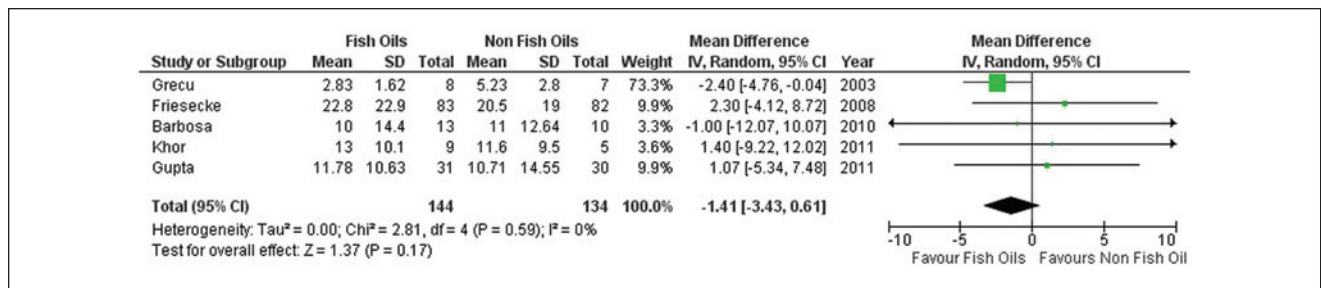 Fish Oils Non Fish Oils Mean Difference Mean Difference
Study or Subgroup Mean SD Total Mean SD Total Weight IV, Random, 95% CI Year IV, Random, 95% CI
Grecu 2.83 1.62 8 5.23 2.8 7 73.3% -2.40 [-4.76, -0.04] 2003
Friesecke 22.8 22.9 83 20.5 19 82 9.9% 2.30 [-4.12, 8.72] 2008
Barbosa 10 14.4 13 11 12.64 10 3.3% -1.00 [-12.07, 10.07] 2010
Khor 13 10.1 9 11.6 9.5 5 3.6% 1.40 [-9.22, 12.02] 2011
Gupta 11.78 10.63 31 10.71 14.55 30 9.9% 1.07 [-5.34, 7.48] 2011
Total (95% CI) 144 134 100.0% -1.41 [-3.43, 0.61]
Heterogeneity: Tau² = 0.00; Chi² = 2.81, df = 4 (P = 0.59); I² = 0%
Test for overall effect: Z = 1.37 (P = 0.17)
-10 -5 0 5 10
Favour Fish Oils Favours Non Fish Oil